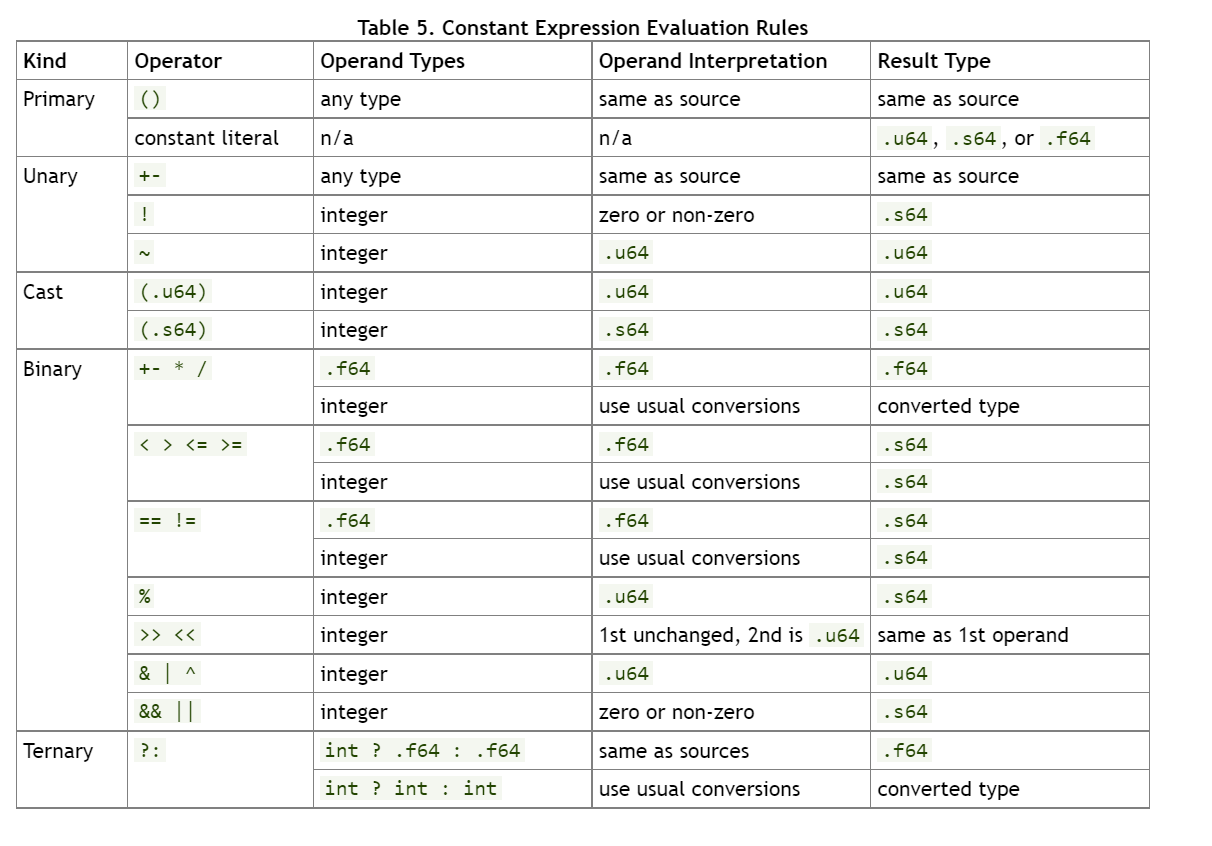 Table 5. Constant Expression Evaluation Rules
Kind Operator Operand Types Operand Interpretation Result Type
Primary () any type same as source same as source
constant literal n/a n/a .u64, .s64, or .f64
Unary +- any type same as source same as source
! integer zero or non-zero .s64
~ integer .u64 .u64
Cast (.u64) integer .u64 .u64
(.s64) integer .s64 .s64
Binary +- * / .f64 .f64 .f64
integer use usual conversions converted type
< > <= >= .f64 .f64 .s64
integer use usual conversions .s64
== != .f64 .f64 .s64
integer use usual conversions .s64
% integer .u64 .s64
>> << integer 1st unchanged, 2nd is .u64 same as 1st operand
& | ^ integer .u64 .u64
&& || integer zero or non-zero .s64
Ternary ?: int ? .f64 : .f64 same as sources .f64
int ? int : int use usual conversions converted type